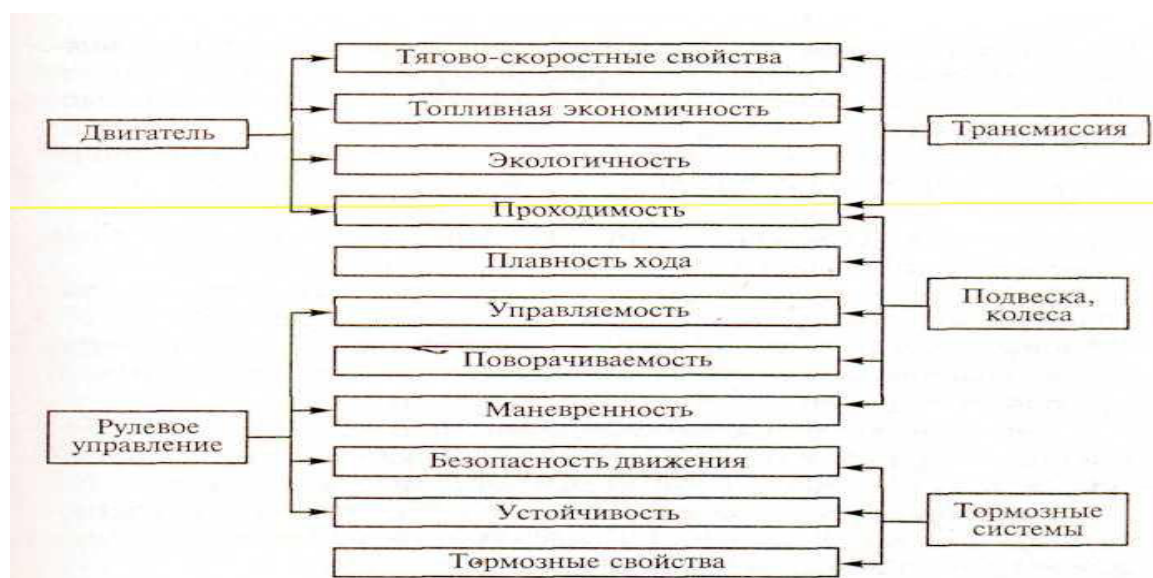 Тягово-скоростные свойства
Топливная экономичность
Двигатель
Трансмиссия
Экологичность
Проходимость
Плавность хода
Управляемость
Подвеска,
колеса
Поворачиваемость
Маневренность
Рулевое
управление
Безопасность движения
Устойчивость
Тормозные
системы
Тормозные свойства